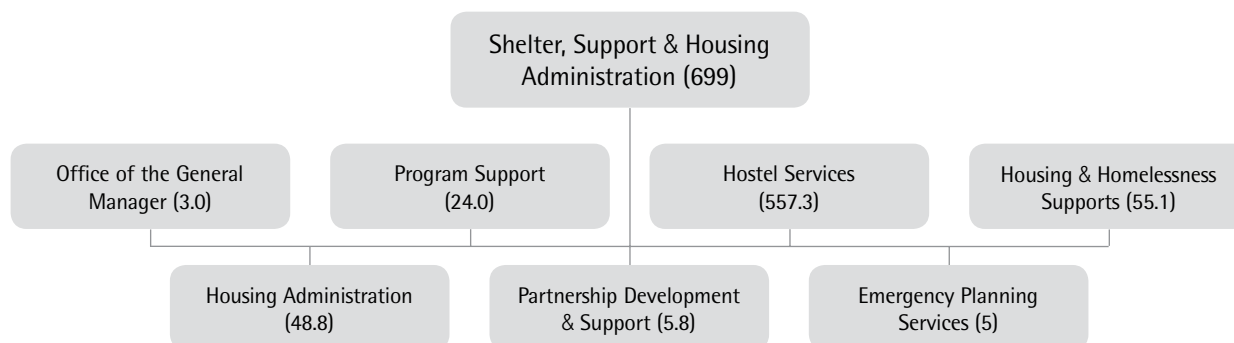 Shelter, Support & Housing
Administration (699)
Office of the General
Manager (3.0)
Program Support
(24.0)
Hostel Services
(557.3)
Housing & Homelessness
Supports (55.1)
Housing Administration
(48.8)
Partnership Development
& Support (5.8)
Emergency Planning
Services (5)